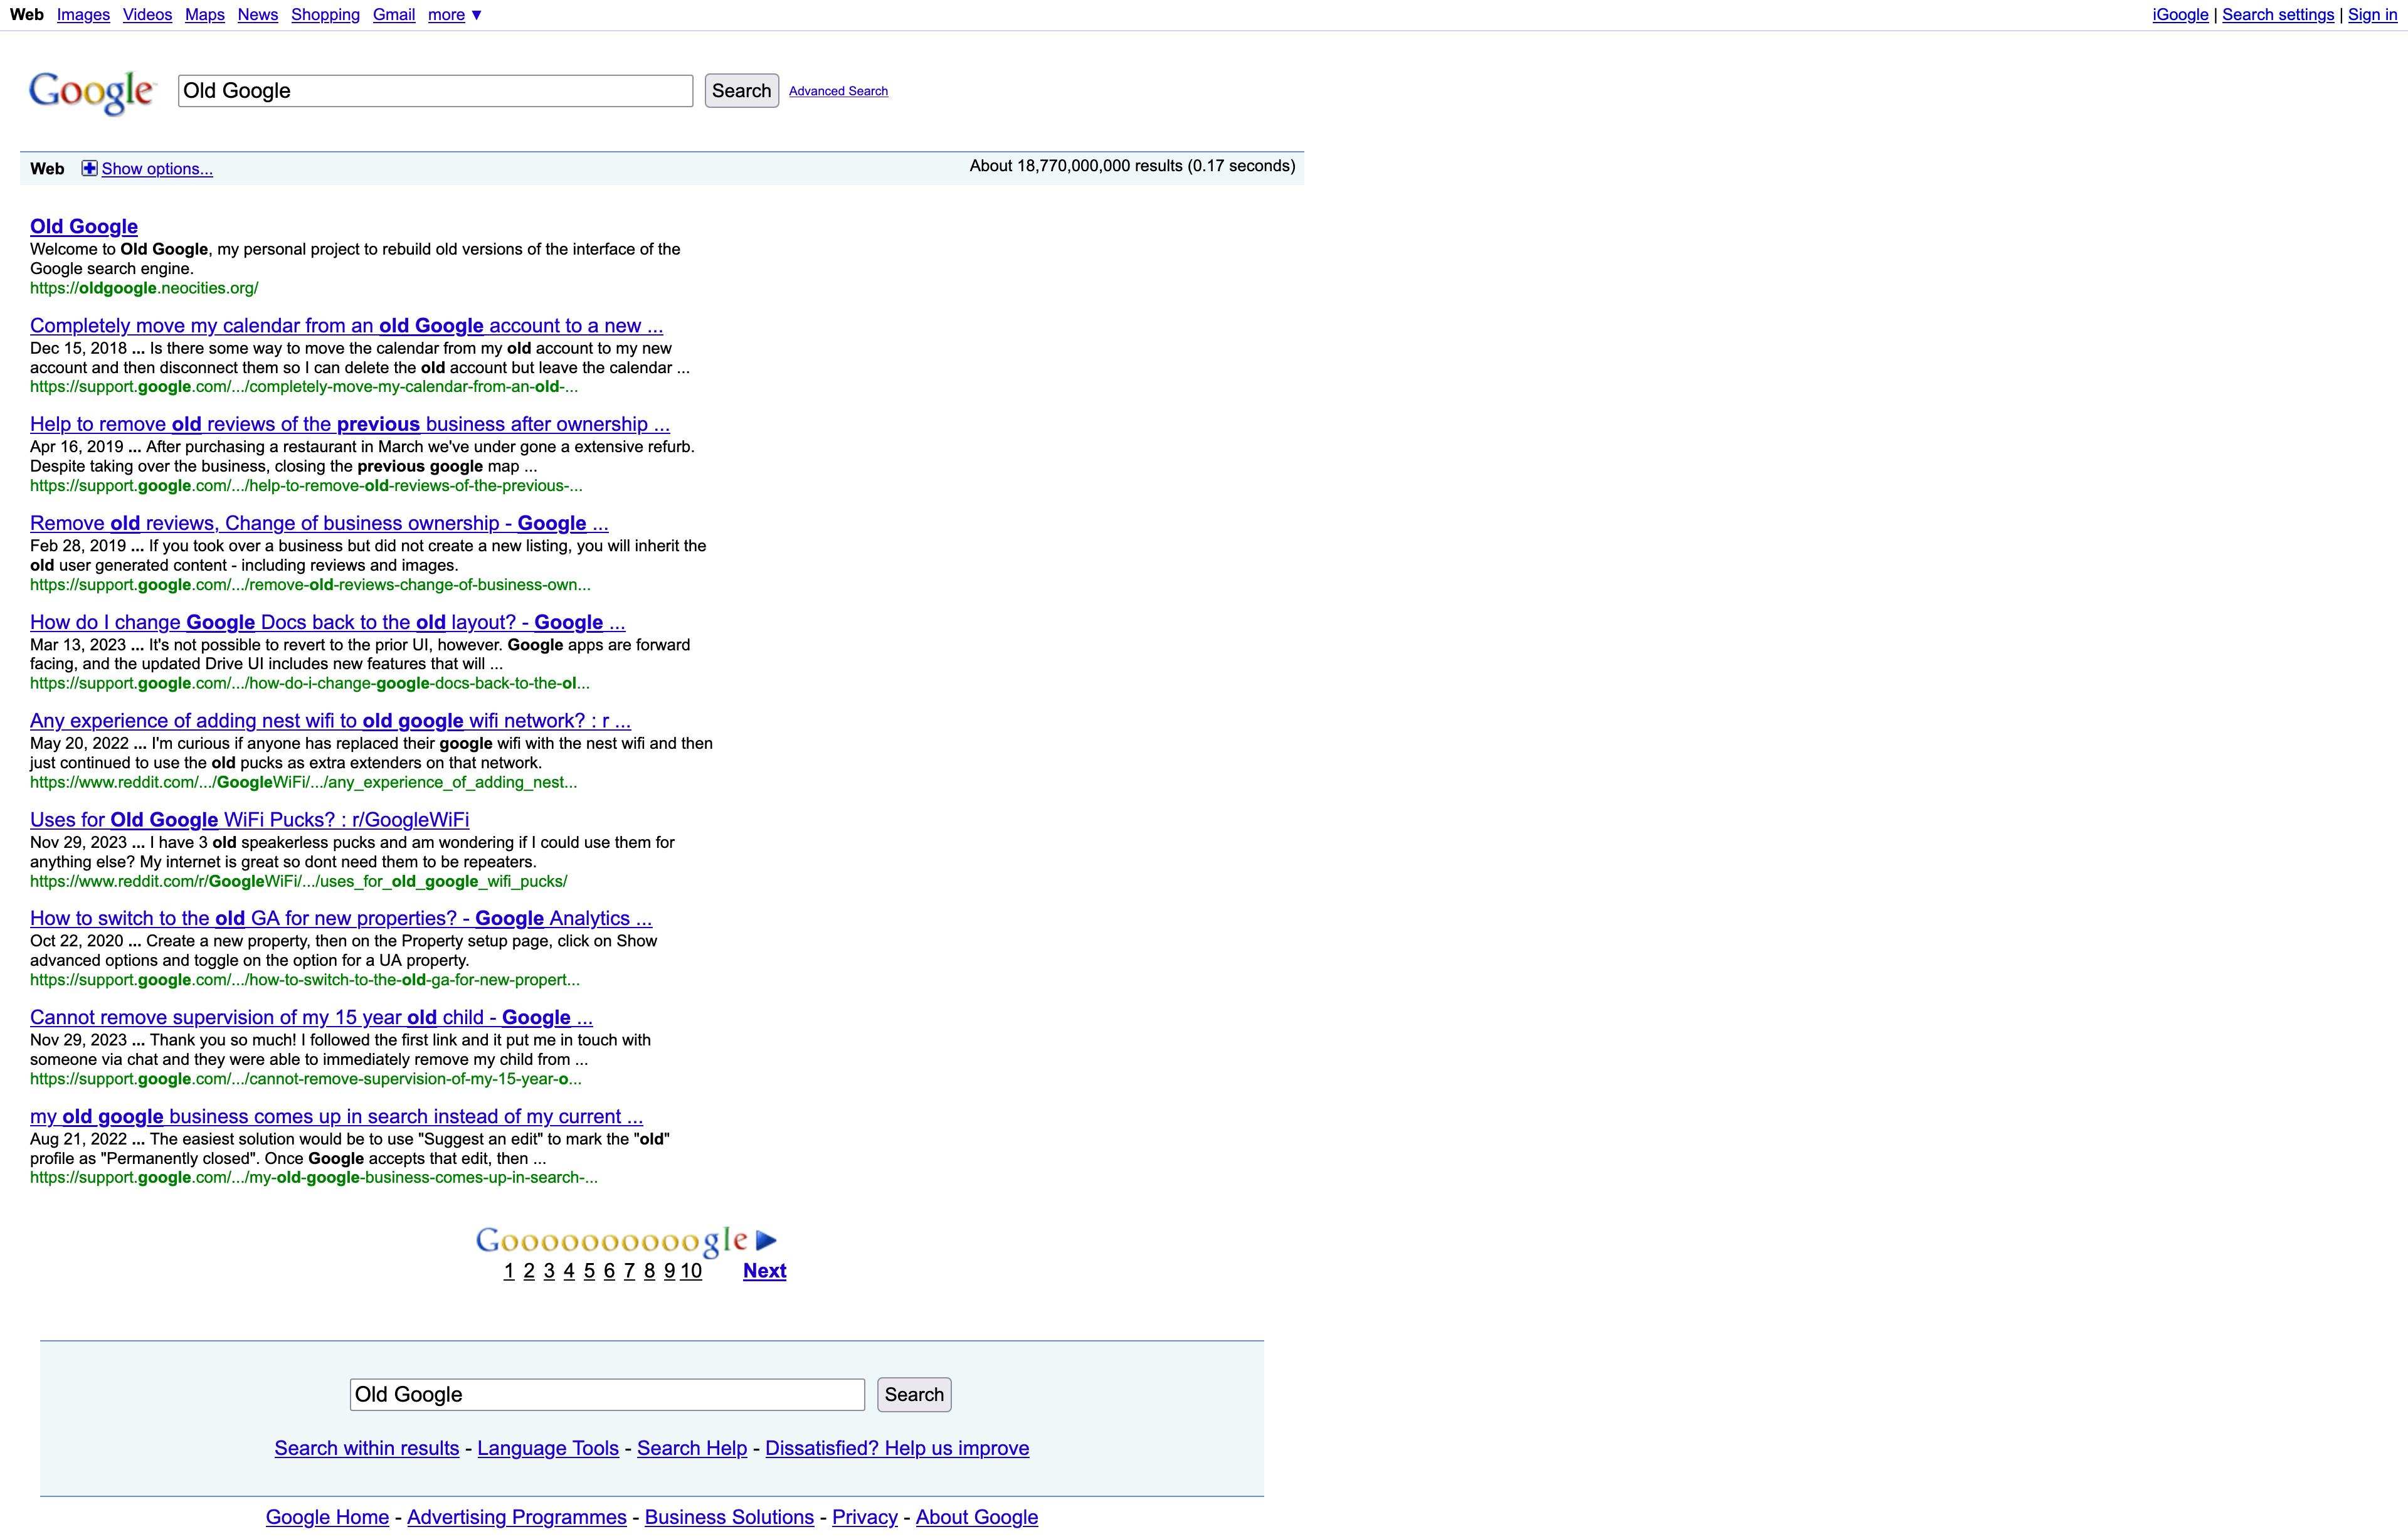 Web Images Videos Maps News Shopping Gmail more ▼ iGoogle | Search settings | Sign in
Google Old Google Search Advanced Search
Web Show options... About 18,770,000,000 results (0.17 seconds)
Old Google
Welcome to Old Google, my personal project to rebuild old versions of the interface of the
Google search engine.
https://oldgoogle.neocities.org/
Completely move my calendar from an old Google account to a new ...
Dec 15, 2018 ... Is there some way to move the calendar from my old account to my new
account and then disconnect them so I can delete the old account but leave the calendar ...
https://support.google.com/.../completely-move-my-calendar-from-an-old-...
Help to remove old reviews of the previous business after ownership ...
Apr 16, 2019 ... After purchasing a restaurant in March we've under gone a extensive refurb.
Despite taking over the business, closing the previous google map ...
https://support.google.com/.../help-to-remove-old-reviews-of-the-previous-...
Remove old reviews, Change of business ownership - Google ...
Feb 28, 2019 ... If you took over a business but did not create a new listing, you will inherit the
old user generated content - including reviews and images.
https://support.google.com/.../remove-old-reviews-change-of-business-own...
How do I change Google Docs back to the old layout? - Google ...
Mar 13, 2023 ... It's not possible to revert to the prior UI, however. Google apps are forward
facing, and the updated Drive UI includes new features that will ...
https://support.google.com/.../how-do-i-change-google-docs-back-to-the-ol...
Any experience of adding nest wifi to old google wifi network? : r ...
May 20, 2022 ... I'm curious if anyone has replaced their google wifi with the nest wifi and then
just continued to use the old pucks as extra extenders on that network.
https://www.reddit.com/.../GoogleWiFi/.../any_experience_of_adding_nest...
Uses for Old Google WiFi Pucks? : r/GoogleWiFi
Nov 29, 2023 ... I have 3 old speakerless pucks and am wondering if I could use them for
anything else? My internet is great so dont need them to be repeaters.
https://www.reddit.com/r/GoogleWiFi/.../uses_for_old_google_wifi_pucks/
How to switch to the old GA for new properties? - Google Analytics ...
Oct 22, 2020 ... Create a new property, then on the Property setup page, click on Show
advanced options and toggle on the option for a UA property.
https://support.google.com/.../how-to-switch-to-the-old-ga-for-new-propert...
Cannot remove supervision of my 15 year old child - Google ...
Nov 29, 2023 ... Thank you so much! I followed the first link and it put me in touch with
someone via chat and they were able to immediately remove my child from ...
https://support.google.com/.../cannot-remove-supervision-of-my-15-year-o...
my old google business comes up in search instead of my current ...
Aug 21, 2022 ... The easiest solution would be to use "Suggest an edit" to mark the "old"
profile as "Permanently closed". Once Google accepts that edit, then ...
https://support.google.com/.../my-old-google-business-comes-up-in-search-...
Goooooooooogle
1 2 3 4 5 6 7 8 9 10 Next
Old Google Search
Search within results - Language Tools - Search Help - Dissatisfied? Help us improve
Google Home - Advertising Programmes - Business Solutions - Privacy - About Google